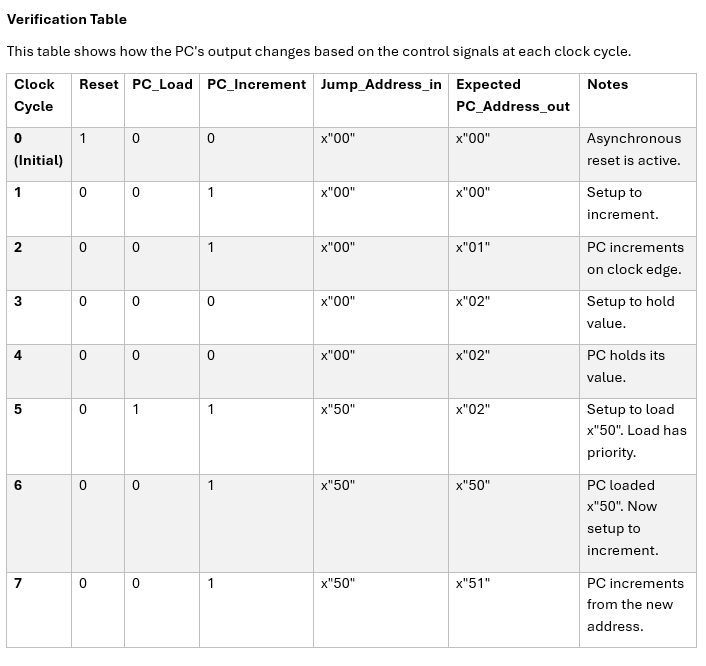 Verification Table
This table shows how the PC's output changes based on the control signals at each clock cycle.
Clock Cycle Reset PC_Load PC_Increment Jump_Address_in Expected PC_Address_out Notes
0 (Initial) 1 0 0 x"00" x"00" Asynchronous reset is active.
1 0 0 1 x"00" x"00" Setup to increment.
2 0 0 1 x"00" x"01" PC increments on clock edge.
3 0 0 0 x"00" x"02" Setup to hold value.
4 0 0 0 x"00" x"02" PC holds its value.
5 0 1 1 x"50" x"02" Setup to load x"50". Load has priority.
6 0 0 1 x"50" x"50" PC loaded x"50". Now setup to increment.
7 0 0 1 x"50" x"51" PC increments from the new address.